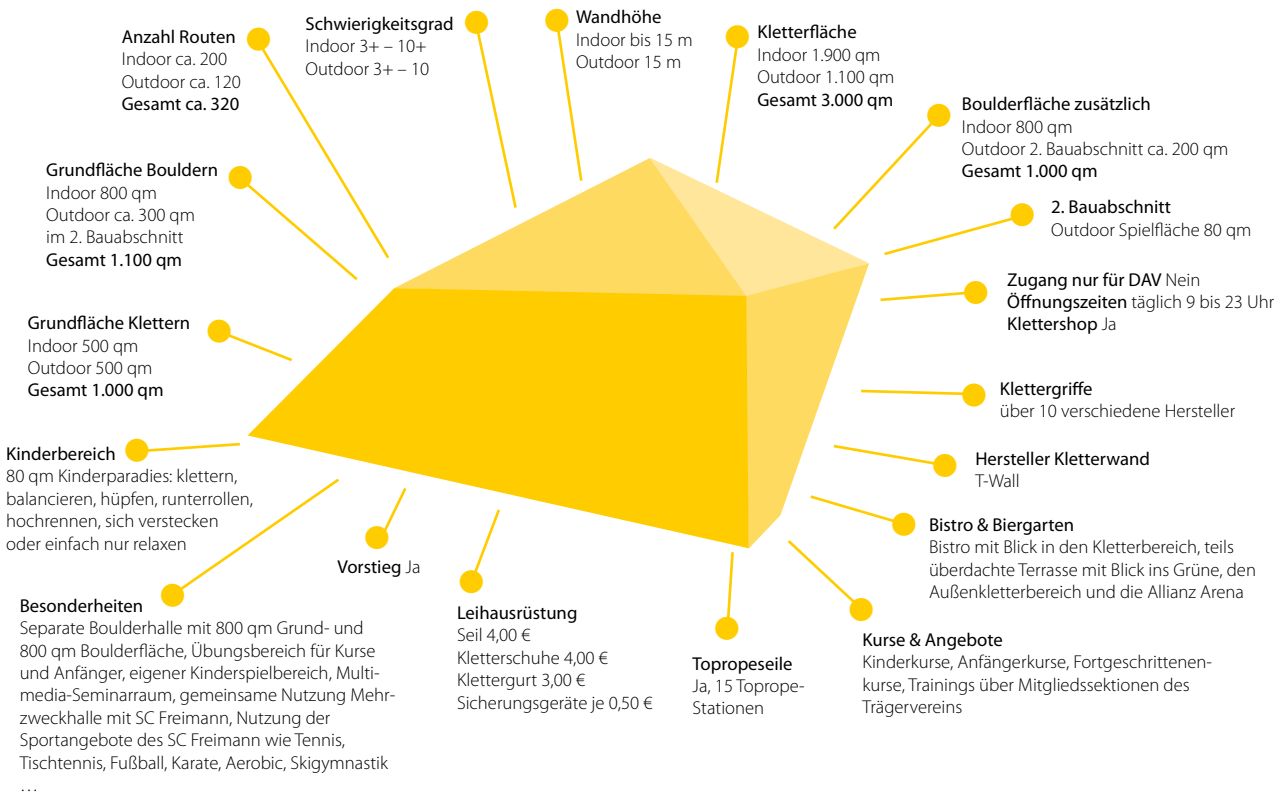 Anzahl Routen
Indoor ca. 200
Outdoor ca. 120
Gesamt ca. 320
Schwierigkeitsgrad
Indoor 3+ – 10+
Outdoor 3+ – 10
Wandhöhe
Indoor bis 15 m
Outdoor 15 m
Kletterfläche
Indoor 1.900 qm
Outdoor 1.100 qm
Gesamt 3.000 qm
Boulderfläche zusätzlich
Indoor 800 qm
Outdoor 2. Bauabschnitt ca. 200 qm
Gesamt 1.000 qm
Grundfläche Bouldern
Indoor 800 qm
Outdoor ca. 300 qm
im 2. Bauabschnitt
Gesamt 1.100 qm
2. Bauabschnitt
Outdoor Spielfläche 80 qm
Zugang nur für DAV Nein
Öffnungszeiten täglich 9 bis 23 Uhr
Klettershop Ja
Grundfläche Klettern
Indoor 500 qm
Outdoor 500 qm
Gesamt 1.000 qm
Klettergriffe
über 10 verschiedene Hersteller
Kinderbereich
80 qm Kinderparadies: klettern,
balancieren, hüpfen, runterrollen,
hochrennen, sich verstecken
oder einfach nur relaxen
Hersteller Kletterwand
T-Wall
Bistro & Biergarten
Bistro mit Blick in den Kletterbereich, teils
überdachte Terrasse mit Blick ins Grüne, den
Außenkletterbereich und die Allianz Arena
Vorstieg Ja
Besonderheiten
Separate Boulderhalle mit 800 qm Grund- und
800 qm Boulderfläche, Übungsbereich für Kurse
und Anfänger, eigener Kinderspielbereich, Multi-
media-Seminarraum, gemeinsame Nutzung Mehr-
zweckhalle mit SC Freimann, Nutzung der
Sportangebote des SC Freimann wie Tennis,
Tischtennis, Fußball, Karate, Aerobic, Skigymnastik
Leihausrüstung
Seil 4,00 €
Kletterschuhe 4,00 €
Klettergurt 3,00 €
Sicherungsgeräte je 0,50 €
Topropeseile
Ja, 15 Toprope-
Stationen
Kurse & Angebote
Kinderkurse, Anfängerkurse, Fortgeschrittenen-
kurse, Trainings über Mitgliedssektionen des
Trägervereins